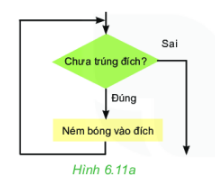 Sai
Chưa trúng đích?
Đúng
Ném bóng vào đích
Hình 6.11a